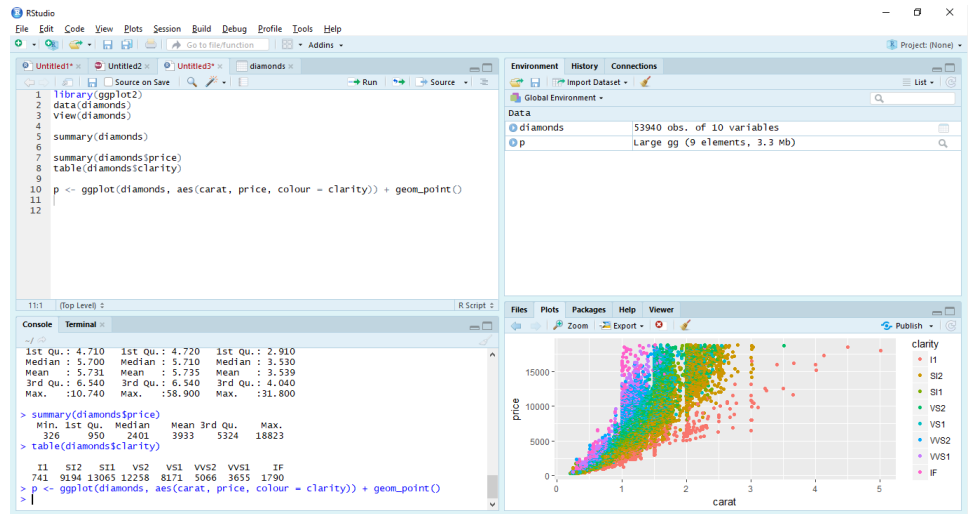 RStudio
File Edit Code View Plots Session Build Debug Profile Tools Help
Go to file/function Addins Project: (None)
Untitled1* Untitled2 Untitled3* diamonds
Source on Save Run Source
1 library(ggplot2)
2 data(diamonds)
3 View(diamonds)
4
5 summary(diamonds)
6
7 summary(diamonds$price)
8 table(diamonds$clarity)
9
10 p <- ggplot(diamonds, aes(carat, price, colour = clarity)) + geom_point()
11
12
11:1 (Top Level) R Script
Console Terminal
~/
1st Qu.: 4.710 1st Qu.: 4.720 1st Qu.: 2.910
Median : 5.700 Median : 5.710 Median : 3.530
Mean : 5.731 Mean : 5.735 Mean : 3.539
3rd Qu.: 6.540 3rd Qu.: 6.540 3rd Qu.: 4.040
Max. :10.740 Max. :58.900 Max. :31.800
> summary(diamonds$price)
Min. 1st Qu. Median Mean 3rd Qu. Max.
326 950 2401 3933 5324 18823
> table(diamonds$clarity)
I1 SI2 SI1 VS2 VS1 VVS2 VVS1 IF
741 9194 13065 12258 8171 5066 3655 1790
> p <- ggplot(diamonds, aes(carat, price, colour = clarity)) + geom_point()
>
Environment History Connections
Import Dataset List
Global Environment
Data
diamonds 53940 obs. of 10 variables
p Large gg (9 elements, 3.3 Mb)
Files Plots Packages Help Viewer
Zoom Export Publish
15000
10000
5000
0
price
0 1 2 3 4 5
carat
clarity
I1
SI2
SI1
VS2
VS1
VVS2
VVS1
IF